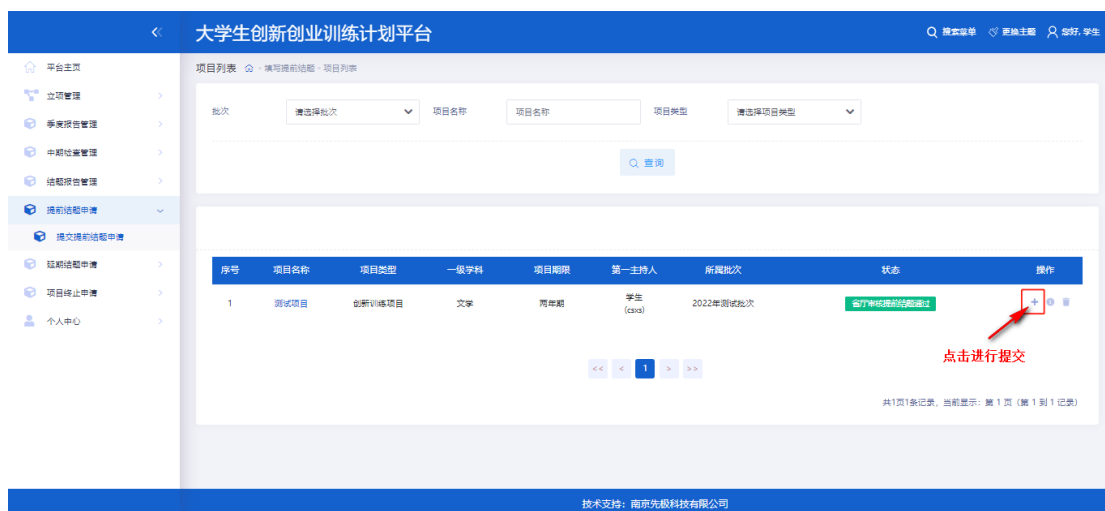 大学生创新创业训练计划平台
搜索菜单 更换主题 您好, 学生
平台主页
立项管理
季度报告管理
中期检查管理
结题报告管理
提前结题申请
提交提前结题申请
延期结题申请
项目终止申请
个人中心
项目列表 - 填写提前结题 - 项目列表
批次 请选择批次 项目名称 项目名称 项目类型 请选择项目类型
查询
序号 项目名称 项目类型 一级学科 项目期限 第一主持人 所属批次 状态 操作
1 测试项目 创新训练项目 文学 两年期 学生 (csxs) 2022年测试批次 省厅审核提前结题通过
点击进行提交
<< < 1 > >>
共1页1条记录，当前显示：第 1 页（第 1 到 1 记录）
技术支持：南京先极科技有限公司